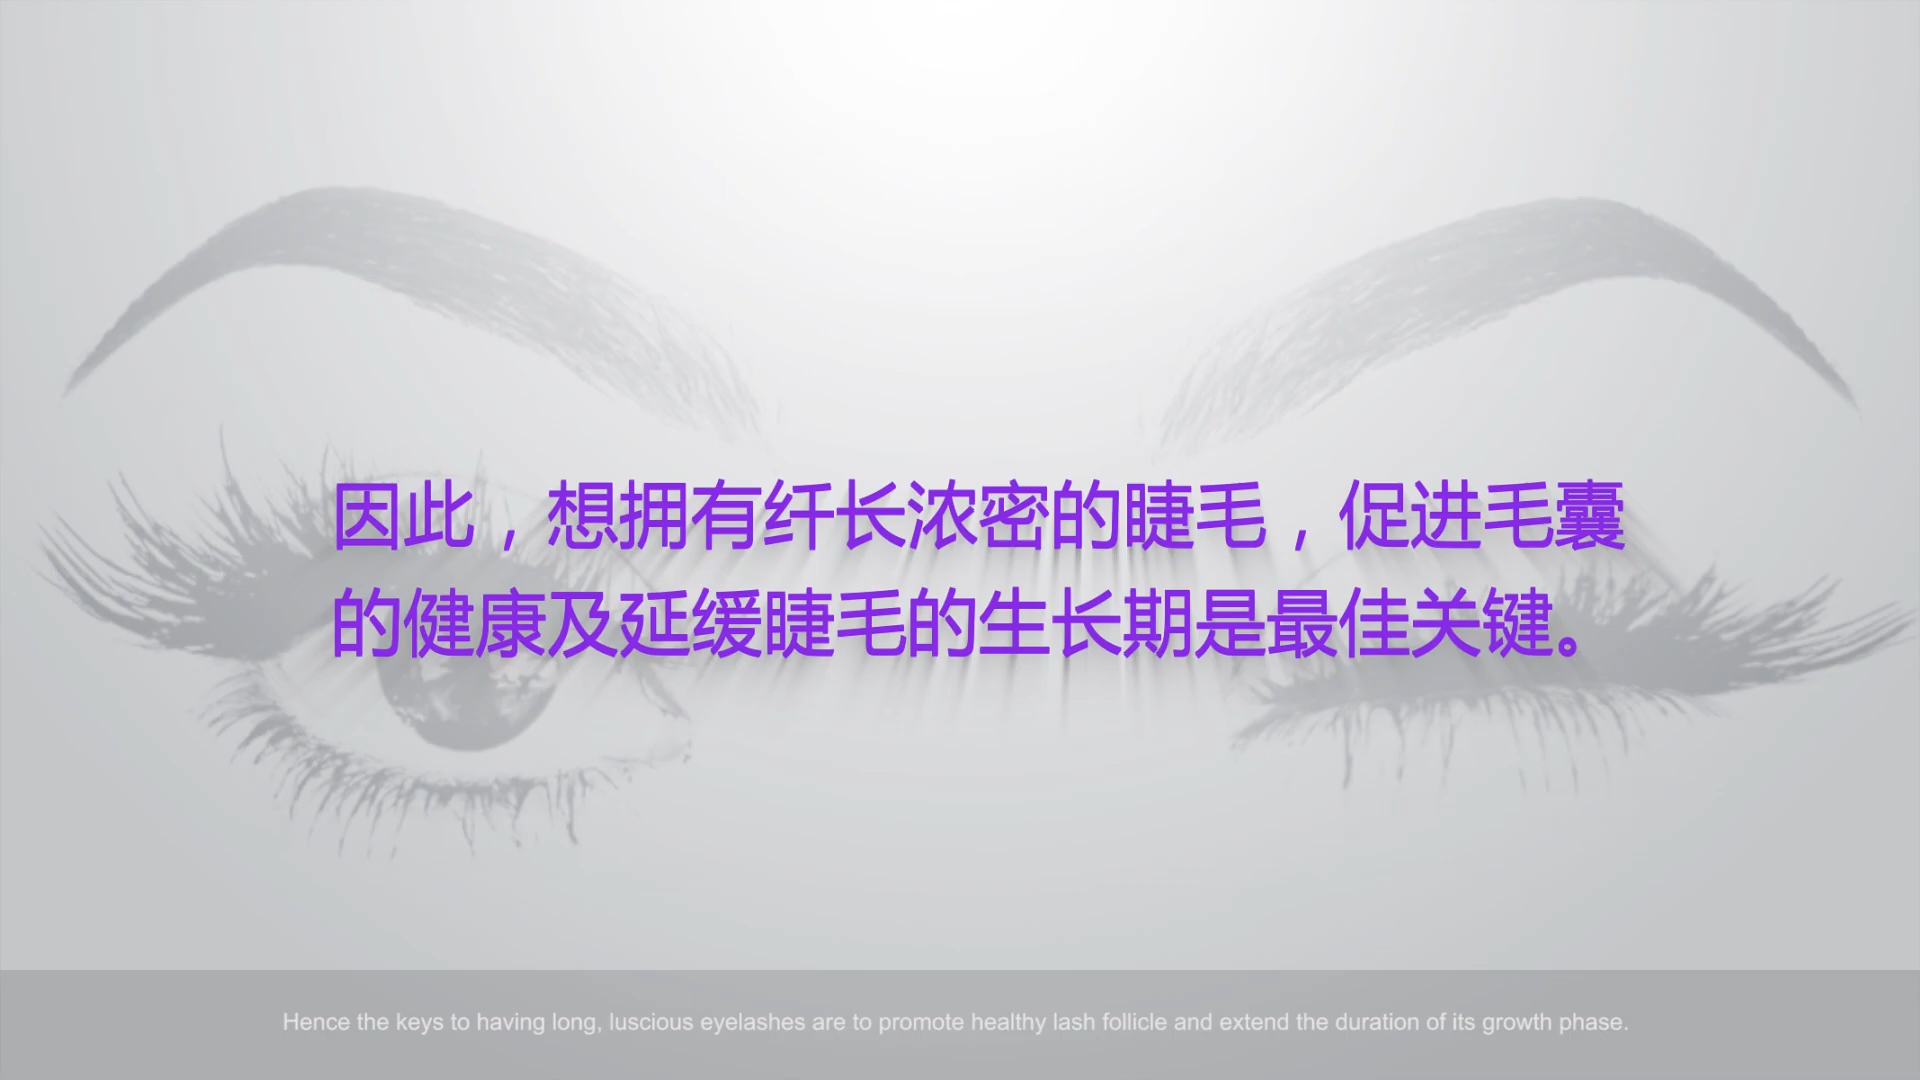 因此，想拥有纤长浓密的睫毛，促进毛囊
的健康及延缓睫毛的生长期是最佳关键。
Hence the keys to having long, luscious eyelashes are to promote healthy lash follicle and extend the duration of its growth phase.